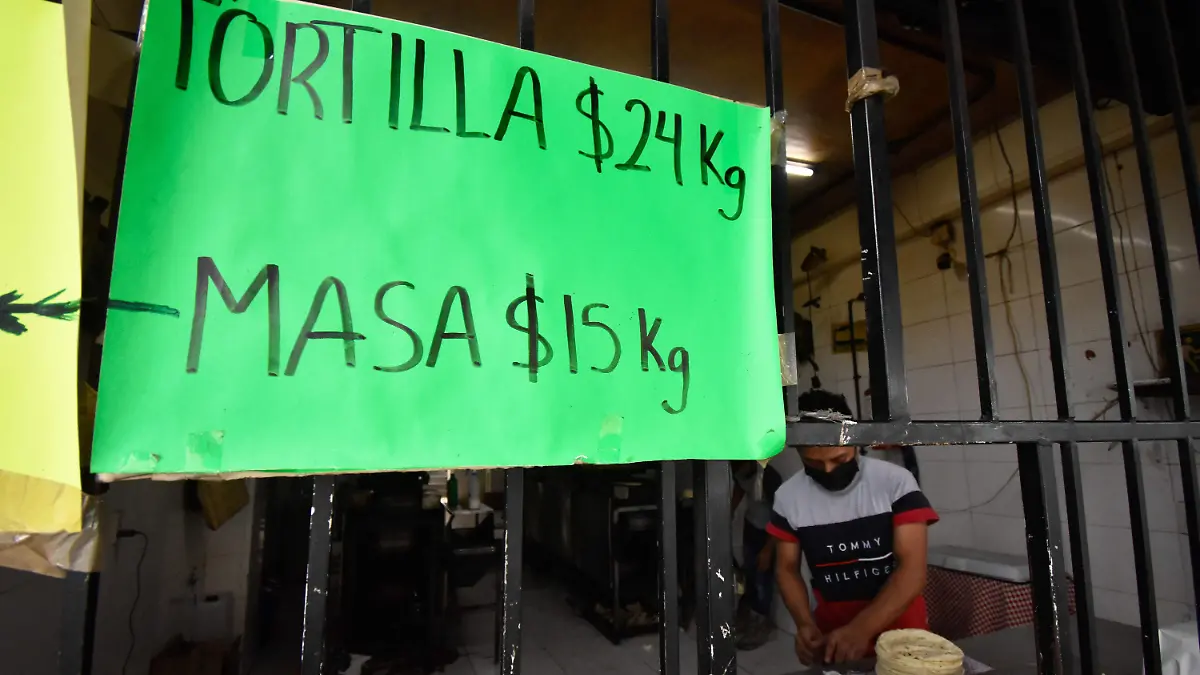 TORTILLA $24 Kg
MASA $15 Kg
TOMMY
HILFIGER